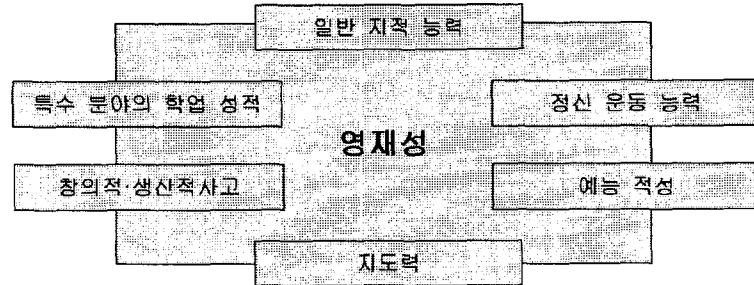 일반 지적 능력
특수 분야의 학업 성적
정신 운동 능력
영재성
창의적·생산적사고
예능 적성
지도력